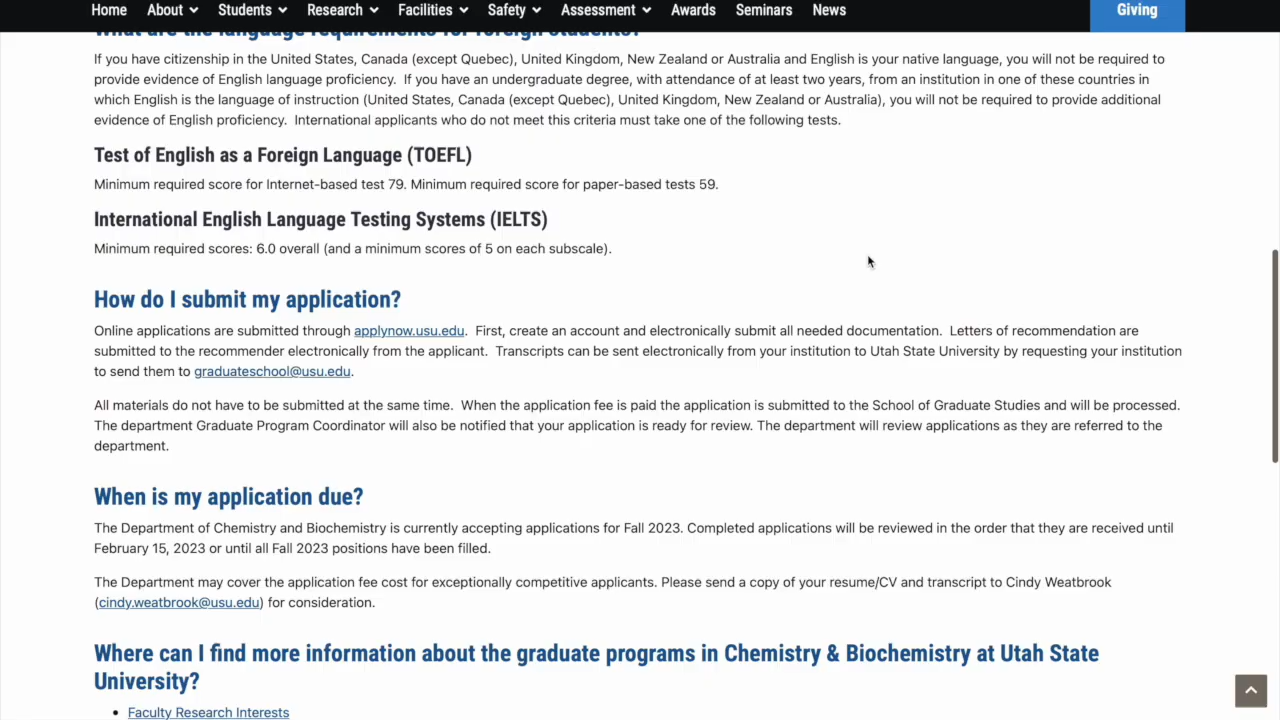 Home About Students Research Facilities Safety Assessment Awards Seminars News Giving
What are the language requirements for foreign students?
If you have citizenship in the United States, Canada (except Quebec), United Kingdom, New Zealand or Australia and English is your native language, you will not be required to
provide evidence of English language proficiency. If you have an undergraduate degree, with attendance of at least two years, from an institution in one of these countries in
which English is the language of instruction (United States, Canada (except Quebec), United Kingdom, New Zealand or Australia), you will not be required to provide additional
evidence of English proficiency. International applicants who do not meet this criteria must take one of the following tests.
Test of English as a Foreign Language (TOEFL)
Minimum required score for Internet-based test 79. Minimum required score for paper-based tests 59.
International English Language Testing Systems (IELTS)
Minimum required scores: 6.0 overall (and a minimum scores of 5 on each subscale).
How do I submit my application?
Online applications are submitted through applynow.usu.edu. First, create an account and electronically submit all needed documentation. Letters of recommendation are
submitted to the recommender electronically from the applicant. Transcripts can be sent electronically from your institution to Utah State University by requesting your institution
to send them to graduateschool@usu.edu.
All materials do not have to be submitted at the same time. When the application fee is paid the application is submitted to the School of Graduate Studies and will be processed.
The department Graduate Program Coordinator will also be notified that your application is ready for review. The department will review applications as they are referred to the
department.
When is my application due?
The Department of Chemistry and Biochemistry is currently accepting applications for Fall 2023. Completed applications will be reviewed in the order that they are received until
February 15, 2023 or until all Fall 2023 positions have been filled.
The Department may cover the application fee cost for exceptionally competitive applicants. Please send a copy of your resume/CV and transcript to Cindy Weatbrook
(cindy.weatbrook@usu.edu) for consideration.
Where can I find more information about the graduate programs in Chemistry & Biochemistry at Utah State
University?
• Faculty Research Interests